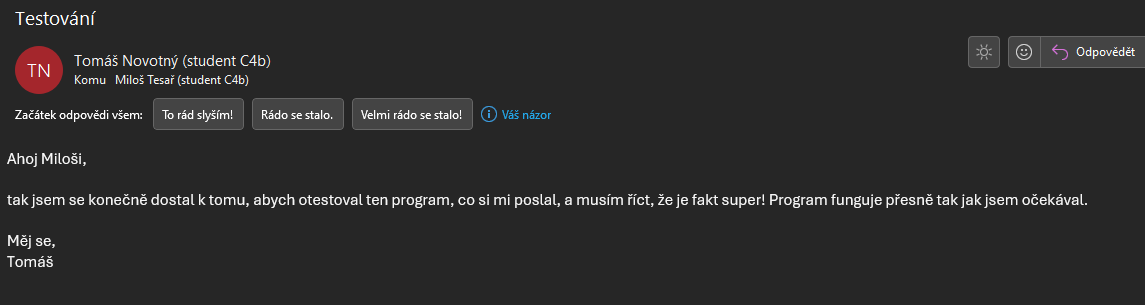 Testování
TN
Tomáš Novotný (student C4b)
Komu Miloš Tesař (student C4b)
Odpovědět
Začátek odpovědi všem: To rád slyším! Rádo se stalo. Velmi rádo se stalo! Váš názor
Ahoj Miloši,
tak jsem se konečně dostal k tomu, abych otestoval ten program, co si mi poslal, a musím říct, že je fakt super! Program funguje přesně tak jak jsem očekával.
Měj se,
Tomáš